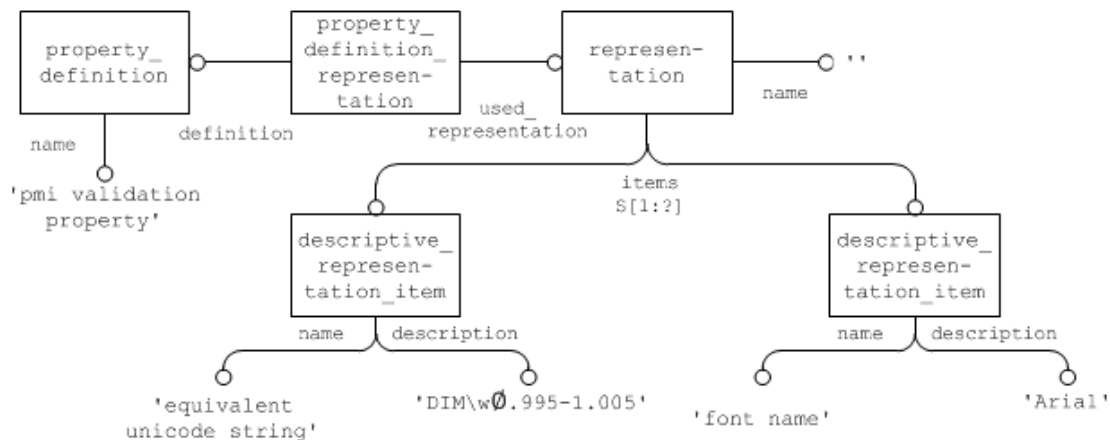 property_
definition
property_
definition_
represen-
tation
represen-
tation
''
name
name
definition
used_
representation
'pmi validation
property'
items
S[1:?]
descriptive_
represen-
tation_item
descriptive_
represen-
tation_item
name
description
name
description
'equivalent
unicode string'
'DIM\wØ.995-1.005'
'font name'
'Arial'